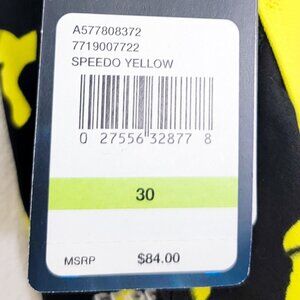 A577808372
7719007722
SPEEDO YELLOW
0 27556 32877 8
30
MSRP $84.00